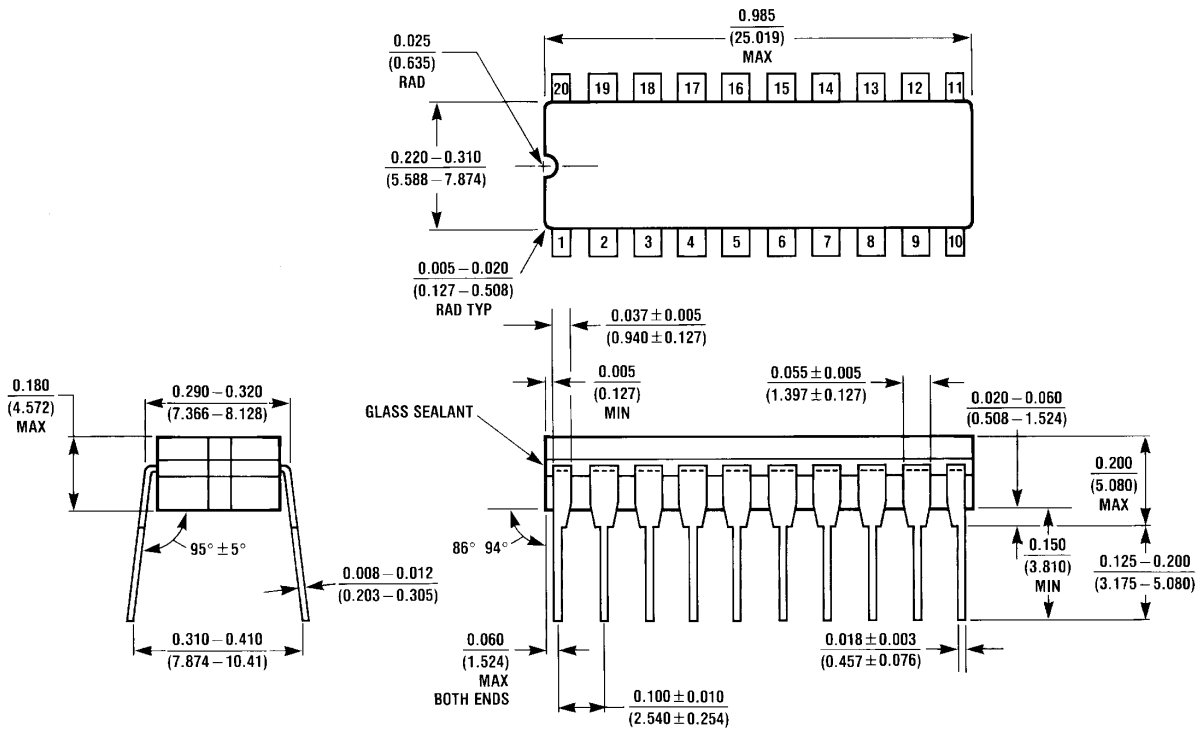 0.985
(25.019)
MAX
0.025
(0.635)
RAD
20 19 18 17 16 15 14 13 12 11
0.220 – 0.310
(5.588 – 7.874)
1 2 3 4 5 6 7 8 9 10
0.005 – 0.020
(0.127 – 0.508)
RAD TYP
0.037 ± 0.005
(0.940 ± 0.127)
0.005
(0.127)
MIN
0.055 ± 0.005
(1.397 ± 0.127)
0.020 – 0.060
(0.508 – 1.524)
0.180
(4.572)
MAX
0.290 – 0.320
(7.366 – 8.128)
GLASS SEALANT
0.200
(5.080)
MAX
95° ± 5°
86° 94°
0.150
(3.810)
MIN
0.125 – 0.200
(3.175 – 5.080)
0.008 – 0.012
(0.203 – 0.305)
0.310 – 0.410
(7.874 – 10.41)
0.060
(1.524)
MAX
BOTH ENDS
0.018 ± 0.003
(0.457 ± 0.076)
0.100 ± 0.010
(2.540 ± 0.254)